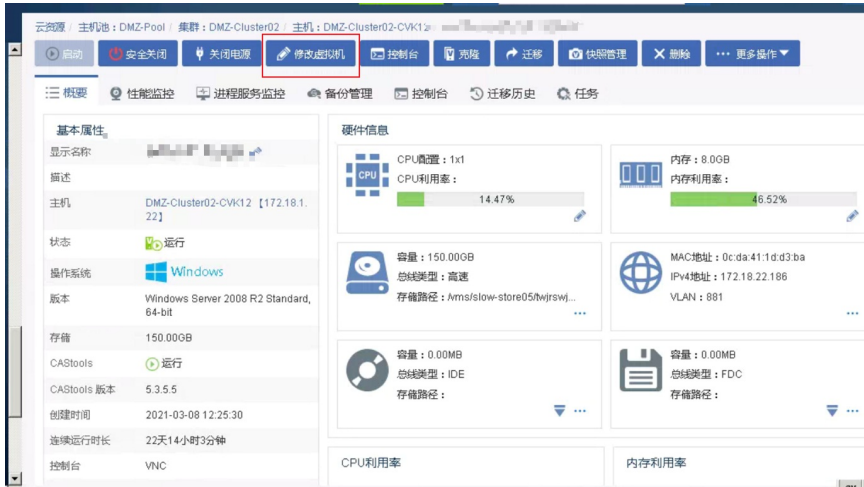 云资源 / 主机池：DMZ-Pool / 集群：DMZ-Cluster02 / 主机：DMZ-Cluster02-CVK12
启动 安全关闭 关闭电源 修改虚拟机 控制台 克隆 迁移 快照管理 删除 更多操作
概要 性能监控 进程服务监控 备份管理 控制台 迁移历史 任务
基本属性
显示名称
描述
主机 DMZ-Cluster02-CVK12【172.18.1.
22】
状态 运行
操作系统 Windows
版本 Windows Server 2008 R2 Standard,
64-bit
存储 150.00GB
CAStools 运行
CAStools 版本 5.3.5.5
创建时间 2021-03-08 12:25:30
连续运行时长 22天14小时3分钟
控制台 VNC
硬件信息
CPU
CPU配置：1x1
CPU利用率：
14.47%
内存：8.0GB
内存利用率：
46.52%
容量：150.00GB
总线类型：高速
存储路径：/vms/slow-store05/twjrswj...
MAC地址：0c:da:41:1d:d3:ba
IPv4地址：172.18.22.186
VLAN：881
容量：0.00MB
总线类型：IDE
存储路径：
容量：0.00MB
总线类型：FDC
存储路径：
CPU利用率
内存利用率